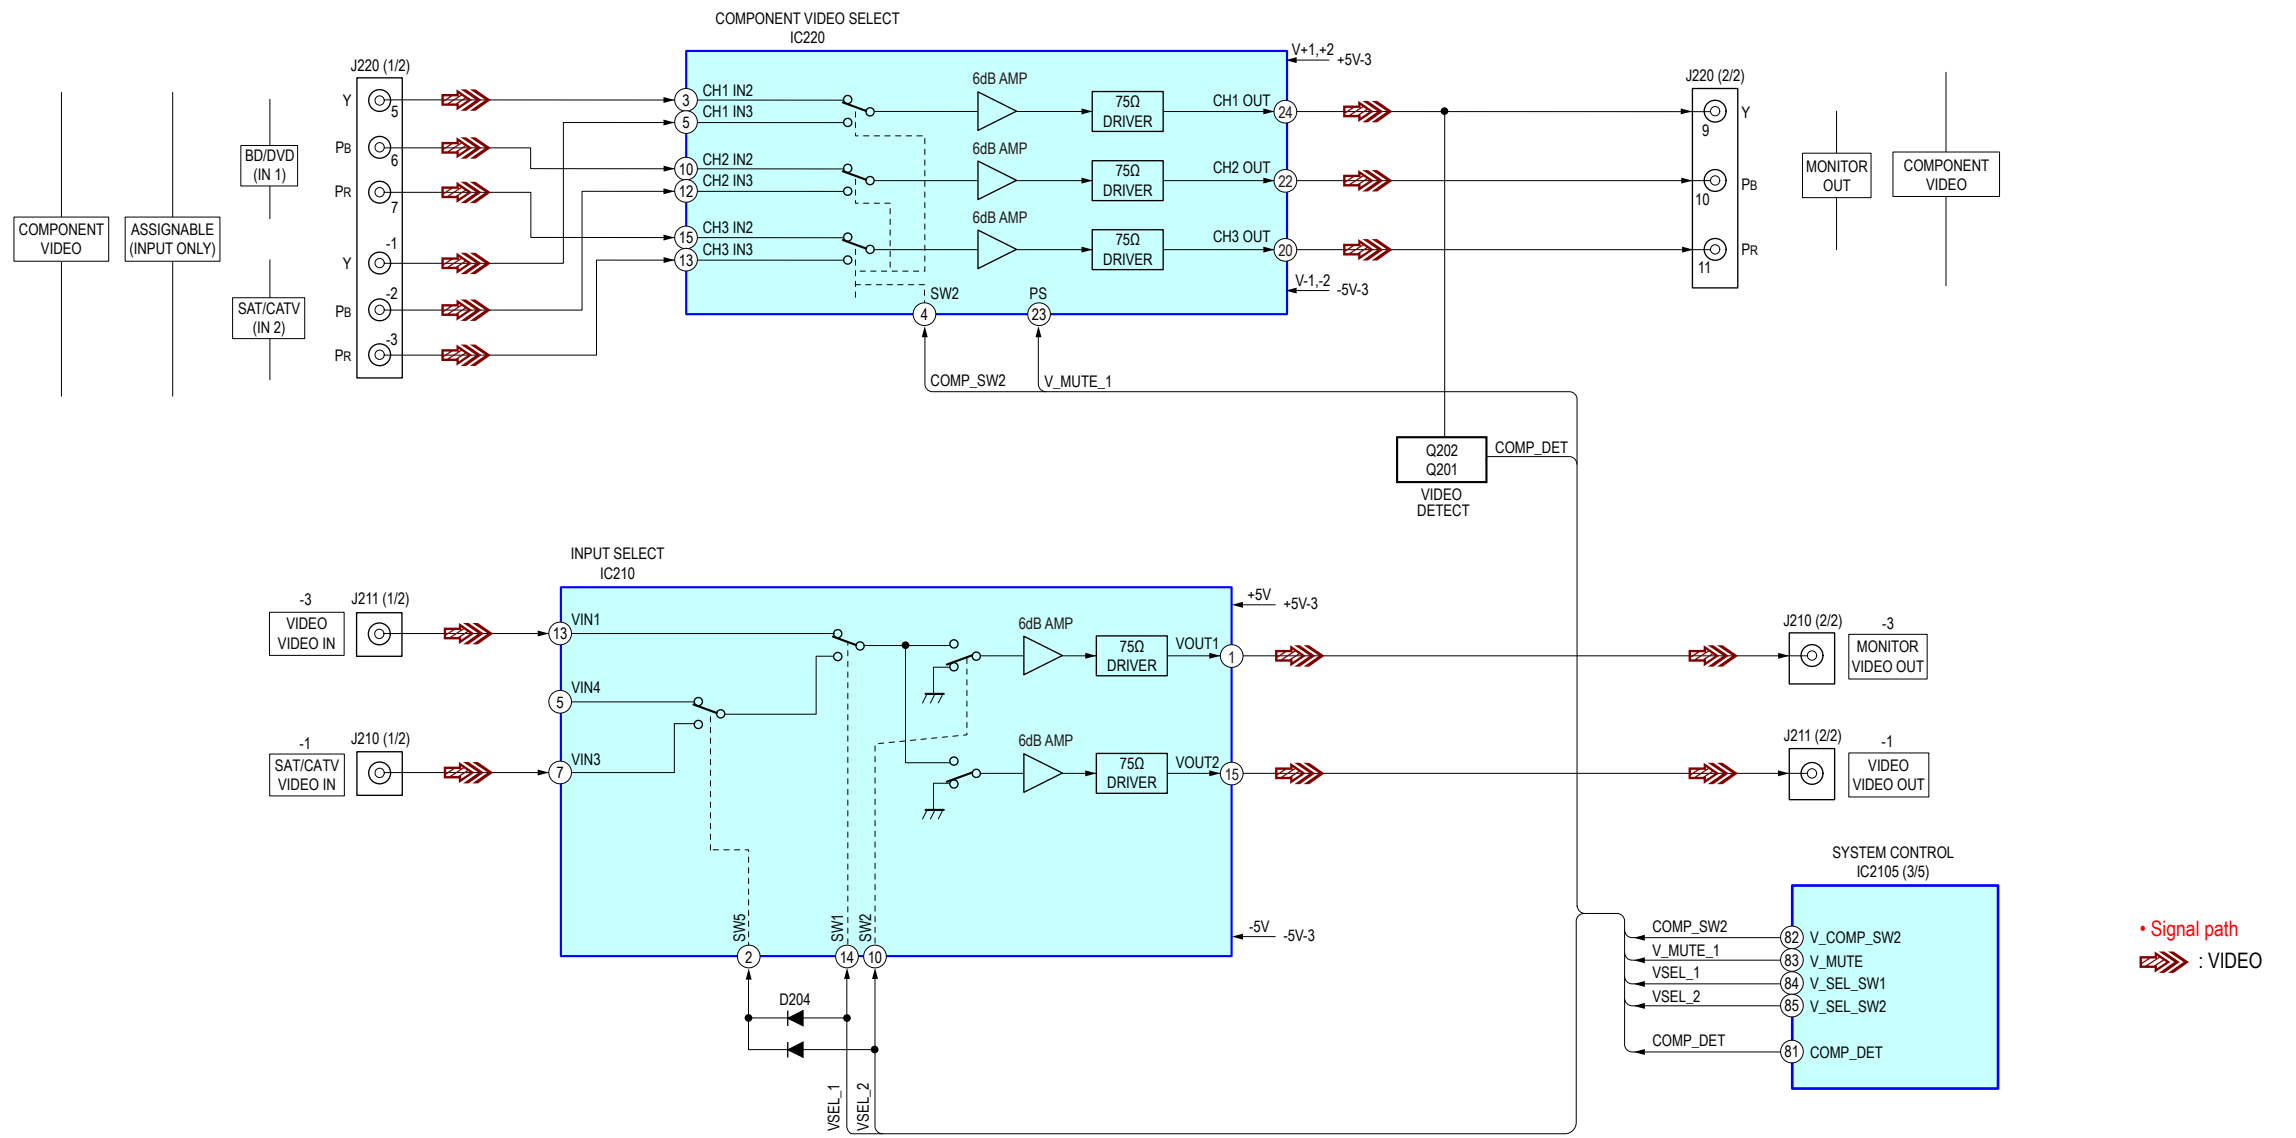 COMPONENT VIDEO SELECT
IC220
J220 (1/2)
Y
5
PB
6
PR
7
Y
-1
PB
-2
PR
-3
COMPONENT
VIDEO
ASSIGNABLE
(INPUT ONLY)
BD/DVD
(IN 1)
SAT/CATV
(IN 2)
3
CH1 IN2
5
CH1 IN3
10
CH2 IN2
12
CH2 IN3
15
CH3 IN2
13
CH3 IN3
6dB AMP
75Ω
DRIVER
CH1 OUT
24
6dB AMP
75Ω
DRIVER
CH2 OUT
22
6dB AMP
75Ω
DRIVER
CH3 OUT
20
V+1,+2
+5V-3
V-1,-2
-5V-3
SW2
4
PS
23
COMP_SW2
V_MUTE_1
J220 (2/2)
Y
9
PB
10
PR
11
MONITOR
OUT
COMPONENT
VIDEO
Q202
Q201
VIDEO
DETECT
COMP_DET
INPUT SELECT
IC210
-3
VIDEO
VIDEO IN
J211 (1/2)
13
VIN1
5
VIN4
-1
SAT/CATV
VIDEO IN
J210 (1/2)
7
VIN3
6dB AMP
75Ω
DRIVER
VOUT1
1
6dB AMP
75Ω
DRIVER
VOUT2
15
+5V
+5V-3
-5V
-5V-3
SW5
SW1
SW2
2
14
10
D204
VSEL_1
VSEL_2
J210 (2/2)
-3
MONITOR
VIDEO OUT
J211 (2/2)
-1
VIDEO
VIDEO OUT
SYSTEM CONTROL
IC2105 (3/5)
COMP_SW2
82
V_COMP_SW2
V_MUTE_1
83
V_MUTE
VSEL_1
84
V_SEL_SW1
VSEL_2
85
V_SEL_SW2
COMP_DET
81
COMP_DET
• Signal path
: VIDEO